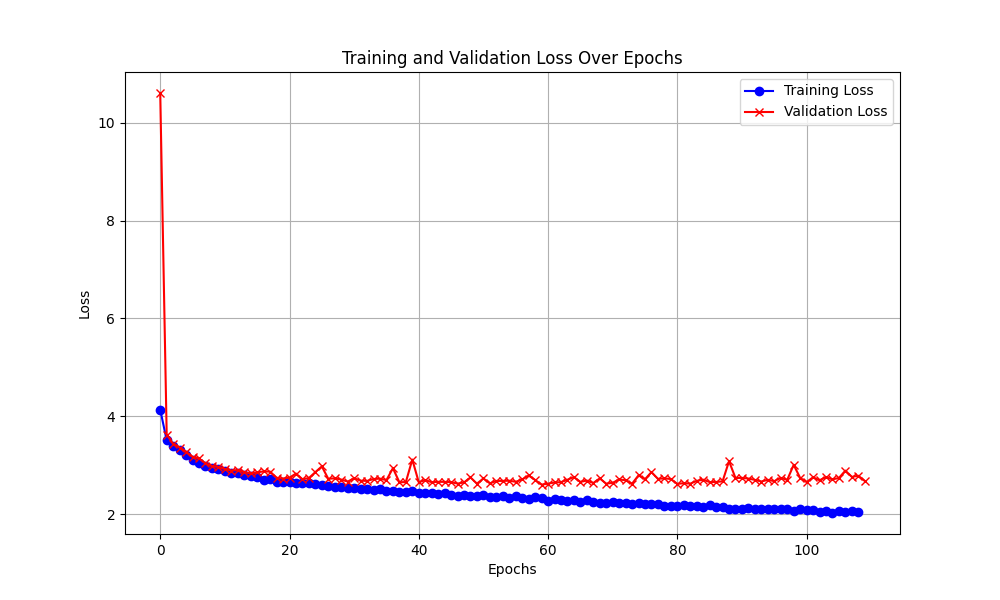 Training and Validation Loss Over Epochs
Training Loss
Validation Loss
Loss
10
8
6
4
2
0 20 40 60 80 100
Epochs